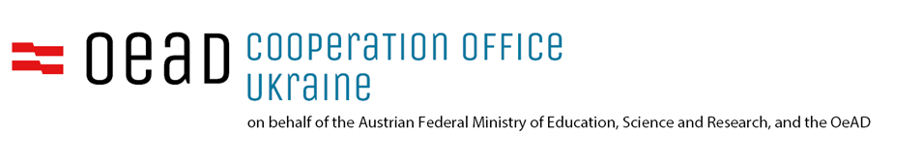 OeAD COOPERATION OFFICE
UKRAINE
on behalf of the Austrian Federal Ministry of Education, Science and Research, and the OeAD